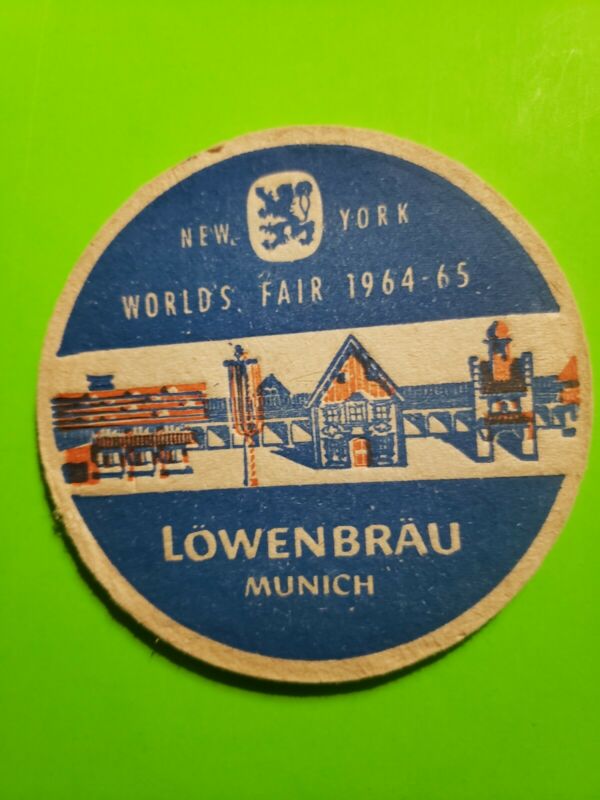 NEW YORK
WORLD'S FAIR 1964-65
LÖWENBRÄU
MUNICH